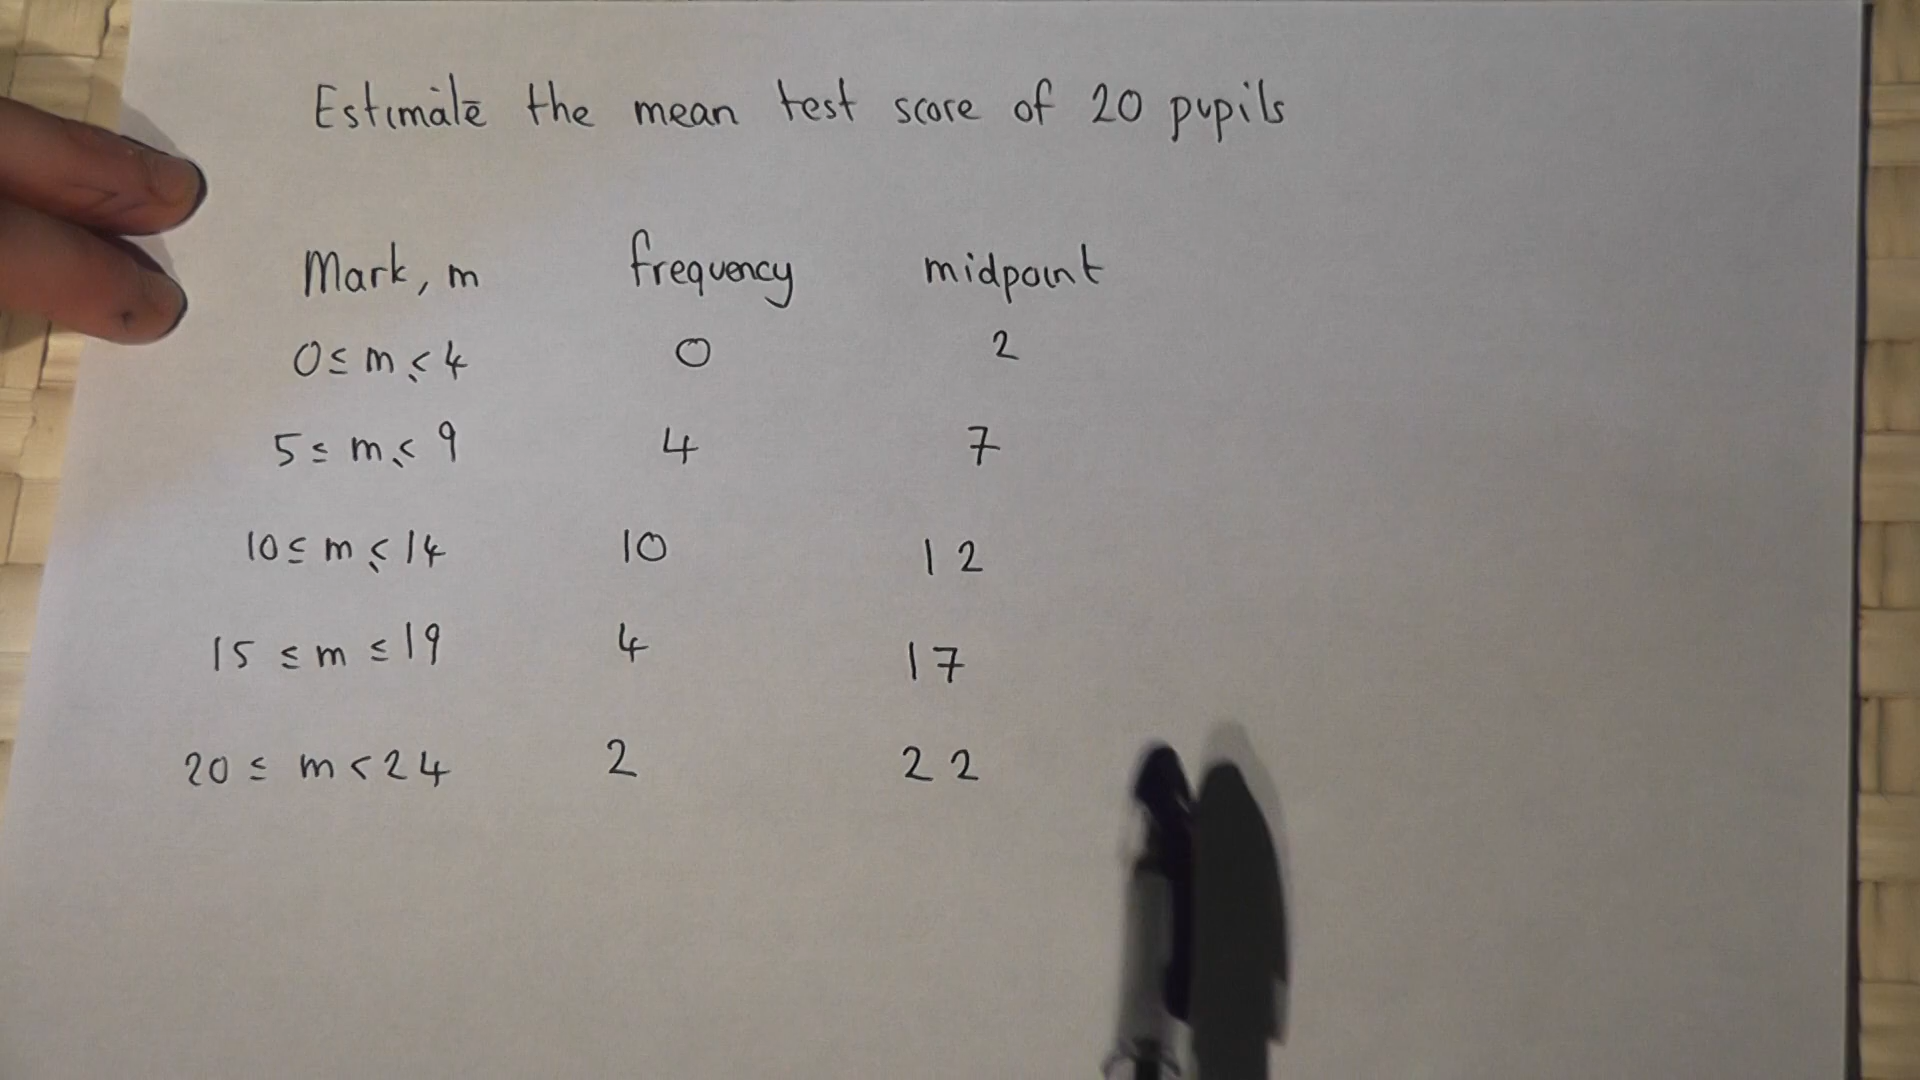 Estimate the mean test score of 20 pupils
Mark, m frequency midpoint
0 ≤ m ≤ 4 0 2
5 ≤ m ≤ 9 4 7
10 ≤ m ≤ 14 10 12
15 ≤ m ≤ 19 4 17
20 ≤ m < 24 2 22